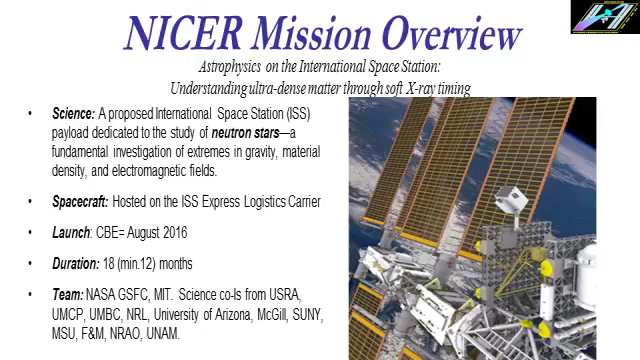 NICER Mission Overview
Astrophysics on the International Space Station:
Understanding ultra-dense matter through soft X-ray timing
• Science: A proposed International Space Station (ISS)
payload dedicated to the study of neutron stars—a
fundamental investigation of extremes in gravity, material
density, and electromagnetic fields.
• Spacecraft: Hosted on the ISS Express Logistics Carrier
• Launch: CBE= August 2016
• Duration: 18 (min.12) months
• Team: NASA GSFC, MIT. Science co-Is from USRA,
UMCP, UMBC, NRL, University of Arizona, McGill, SUNY,
MSU, F&M, NRAO, UNAM.